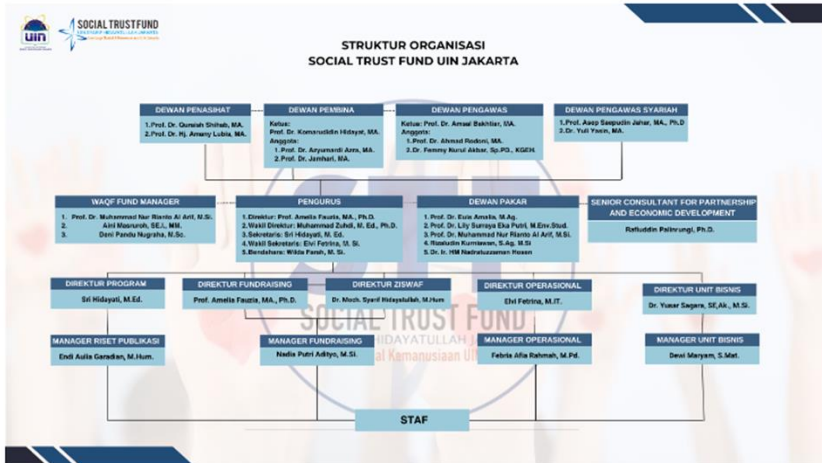 UIN
SOCIAL TRUST FUND
STRUKTUR ORGANISASI
SOCIAL TRUST FUND UIN JAKARTA
DEWAN PENASIHAT
1.Prof. Dr. Quraish Shihab, MA.
2.Prof. Dr. Hj. Amany Lubis, MA.
DEWAN PEMBINA
Ketua:
Prof. Dr. Komaruddin Hidayat, MA.
Anggota:
1. Prof. Dr. Azyumardi Azra, MA.
2. Prof. Dr. Jamhari, MA.
DEWAN PENGAWAS
Ketua: Prof. Dr. Amsal Bakhtiar, MA.
Anggota:
1. Prof. Dr. Ahmad Rodoni, MA.
2. Dr. Femmy Nurul Akbar, Sp.PD., KGEH.
DEWAN PENGAWAS SYARIAH
1.Prof. Asep Saepudin Jahar, MA., Ph.D
2.Dr. Yuli Yasin, MA.
WAQF FUND MANAGER
1. Prof. Dr. Muhammad Nur Rianto Al Arif, M.Si.
2. Aini Masruroh, SE.I., MM.
3. Dani Pandu Nugraha, M.Sc.
PENGURUS
1.Direktur: Prof. Amelia Fauzia, MA., Ph.D.
2.Wakil Direktur: Muhammad Zuhdi, M. Ed., Ph.D.
3.Sekretaris: Sri Hidayati, M. Ed.
4.Wakil Sekretaris: Elvi Fetrina, M. Si.
5.Bendahara: Wilda Farah, M. Si.
DEWAN PAKAR
1. Prof. Dr. Euis Amalia, M.Ag.
2. Prof. Dr. Lily Surraya Eka Putri, M.Env.Stud.
3. Prof. Dr. Muhammad Nur Rianto Al Arif, M.Si.
4. Rizaludin Kurniawan, S.Ag, M.Si
5. Dr. Ir. HM Nadratuzzaman Hosen
SENIOR CONSULTANT FOR PARTNERSHIP
AND ECONOMIC DEVELOPMENT
Rafiuddin Palinrungi, Ph.D.
DIREKTUR PROGRAM
Sri Hidayati, M.Ed.
DIREKTUR FUNDRAISING
Prof. Amelia Fauzia, MA., Ph.D.
DIREKTUR ZISWAF
Dr. Moch. Syarif Hidayatullah, M.Hum
DIREKTUR OPERASIONAL
Elvi Fetrina, M.IT.
DIREKTUR UNIT BISNIS
Dr. Yusar Sagara, SE,Ak., M.Si.
STF
SOCIAL TRUST FUND
HIDAYATULLAH
al Kemanusiaan UIN
MANAGER RISET PUBLIKASI
Endi Aulia Garadian, M.Hum.
MANAGER FUNDRAISING
Nadia Putri Adityo, M.Si.
MANAGER OPERASIONAL
Febria Afia Rahmah, M.Pd.
MANAGER UNIT BISNIS
Dewi Maryam, S.Mat.
STAF